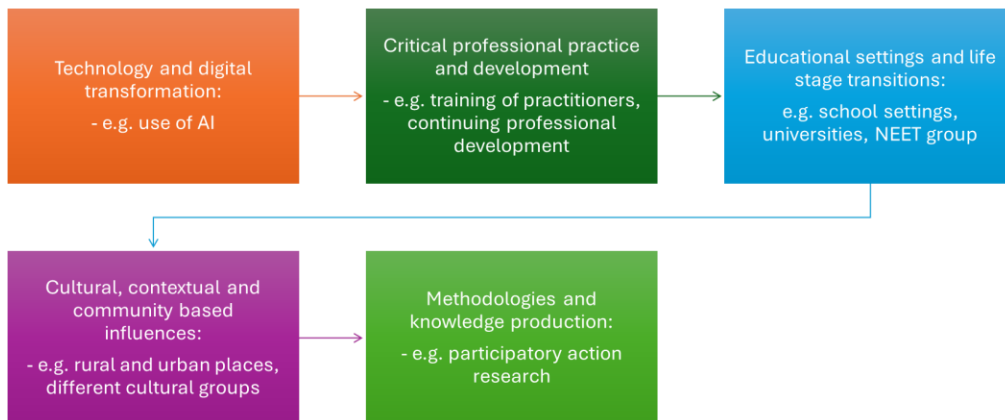 Technology and digital
transformation:
- e.g. use of AI
Critical professional practice
and development
- e.g. training of practitioners,
continuing professional
development
Educational settings and life
stage transitions:
e.g. school settings,
universities, NEET group
Cultural, contextual and
community based
influences:
- e.g. rural and urban places,
different cultural groups
Methodologies and
knowledge production:
- e.g. participatory action
research